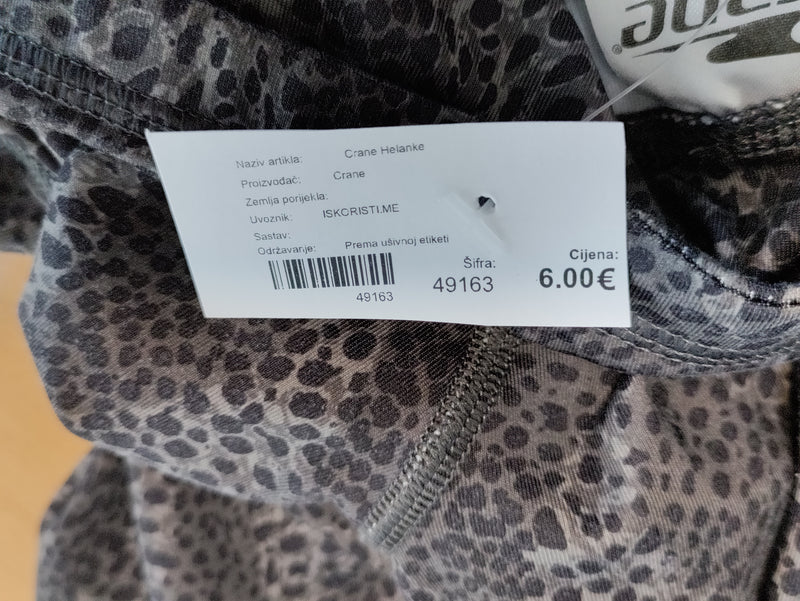 Naziv artikla: Crane Helanke
Proizvođač: Crane
Zemlja porijekla:
Uvoznik: ISKORISTI.ME
Sastav:
Održavanje: Prema ušivnoj etiketi
49163
Šifra:
49163
Cijena:
6.00€